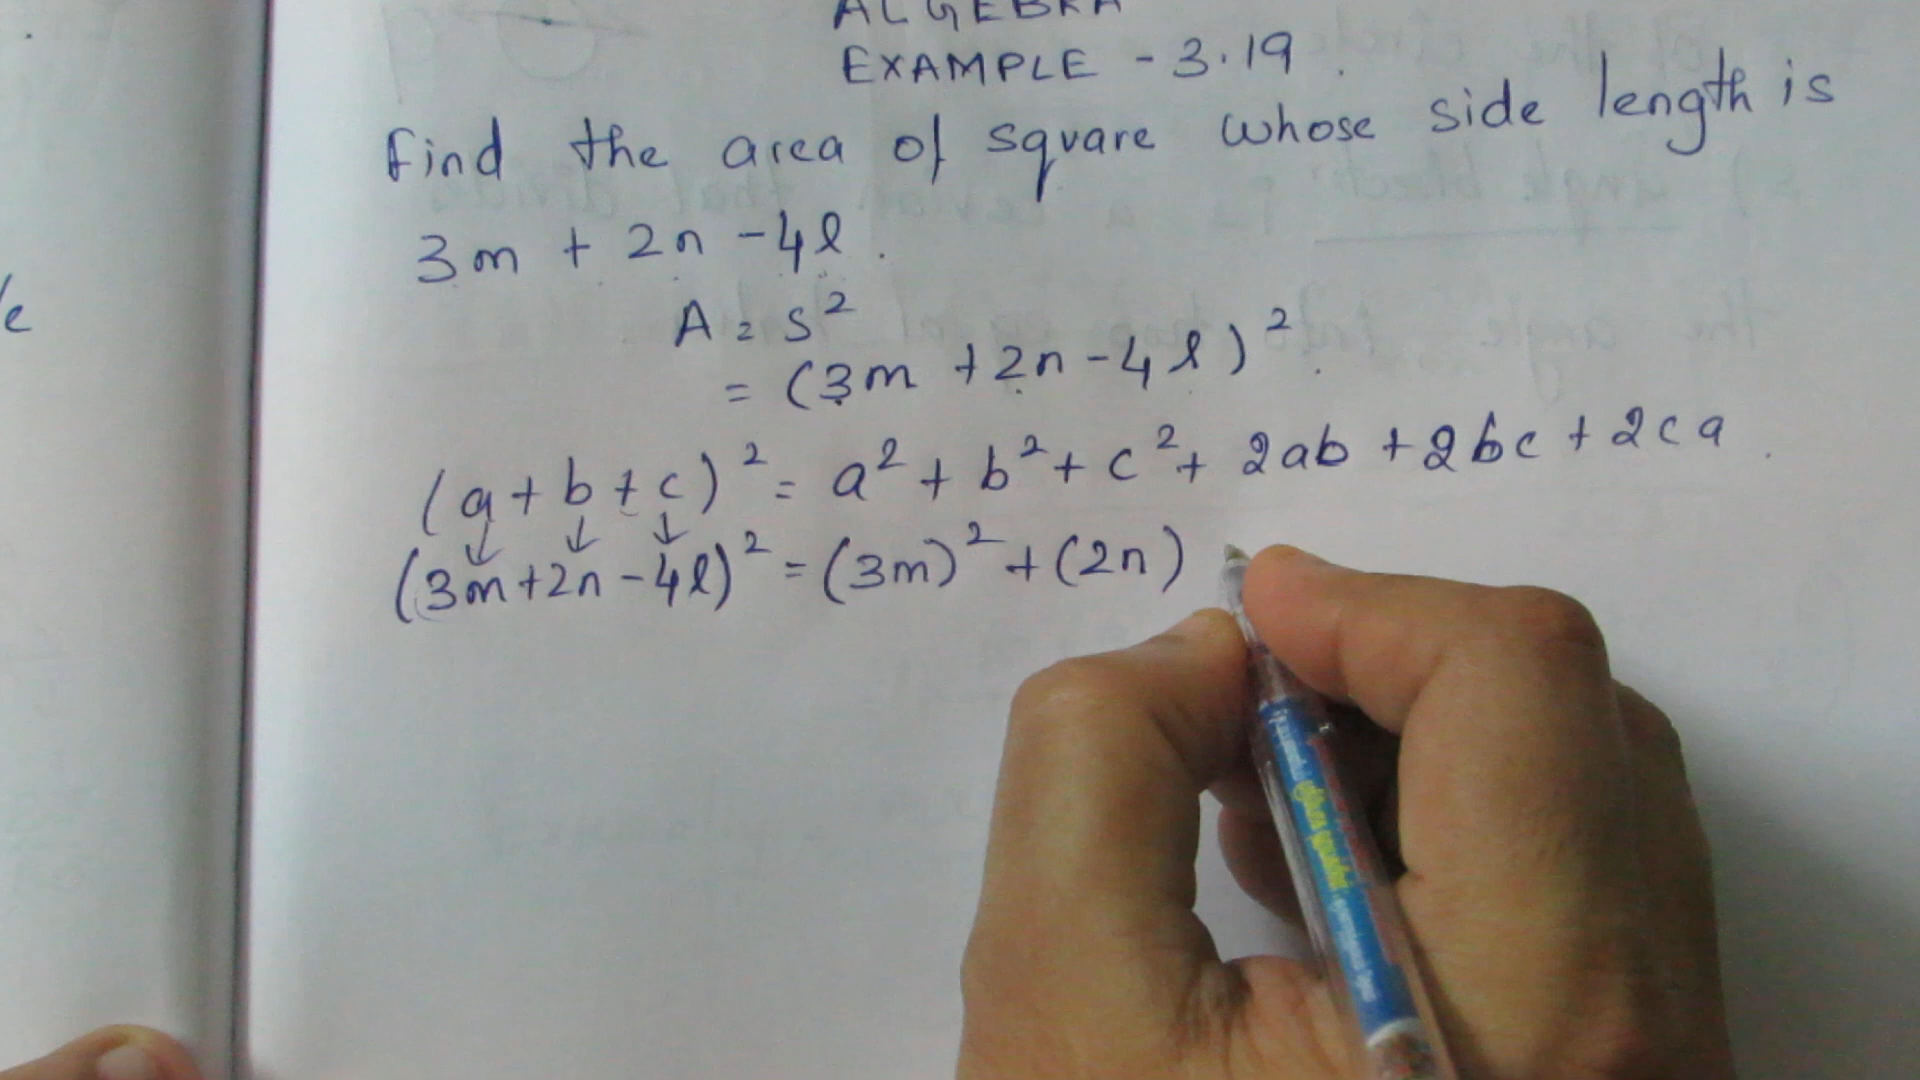 ALGEBRA
EXAMPLE - 3.19
Find the area of square whose side length is
3m + 2n - 4l.
A = s²
= (3m + 2n - 4l)².
(a + b + c)² = a² + b² + c² + 2ab + 2bc + 2ca.
(3m + 2n - 4l)² = (3m)² + (2n)